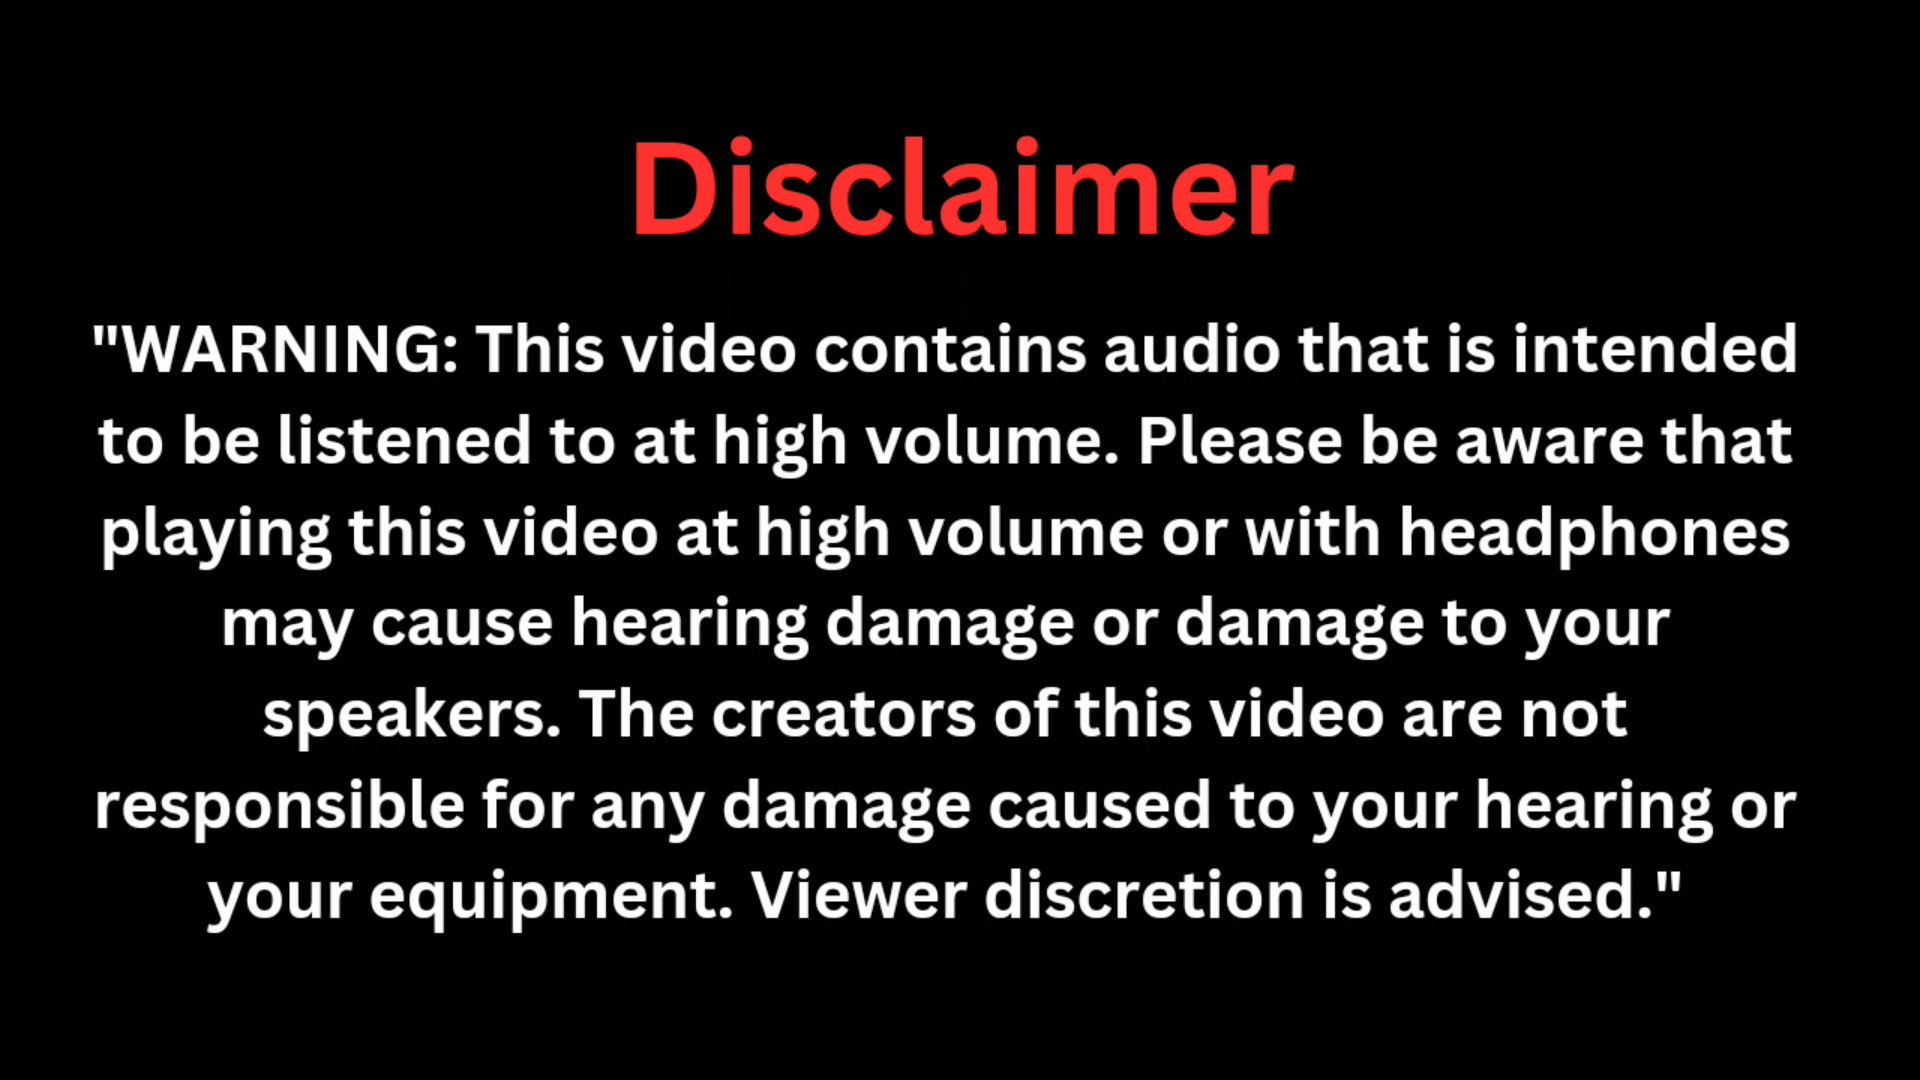 Disclaimer
"WARNING: This video contains audio that is intended
to be listened to at high volume. Please be aware that
playing this video at high volume or with headphones
may cause hearing damage or damage to your
speakers. The creators of this video are not
responsible for any damage caused to your hearing or
your equipment. Viewer discretion is advised."